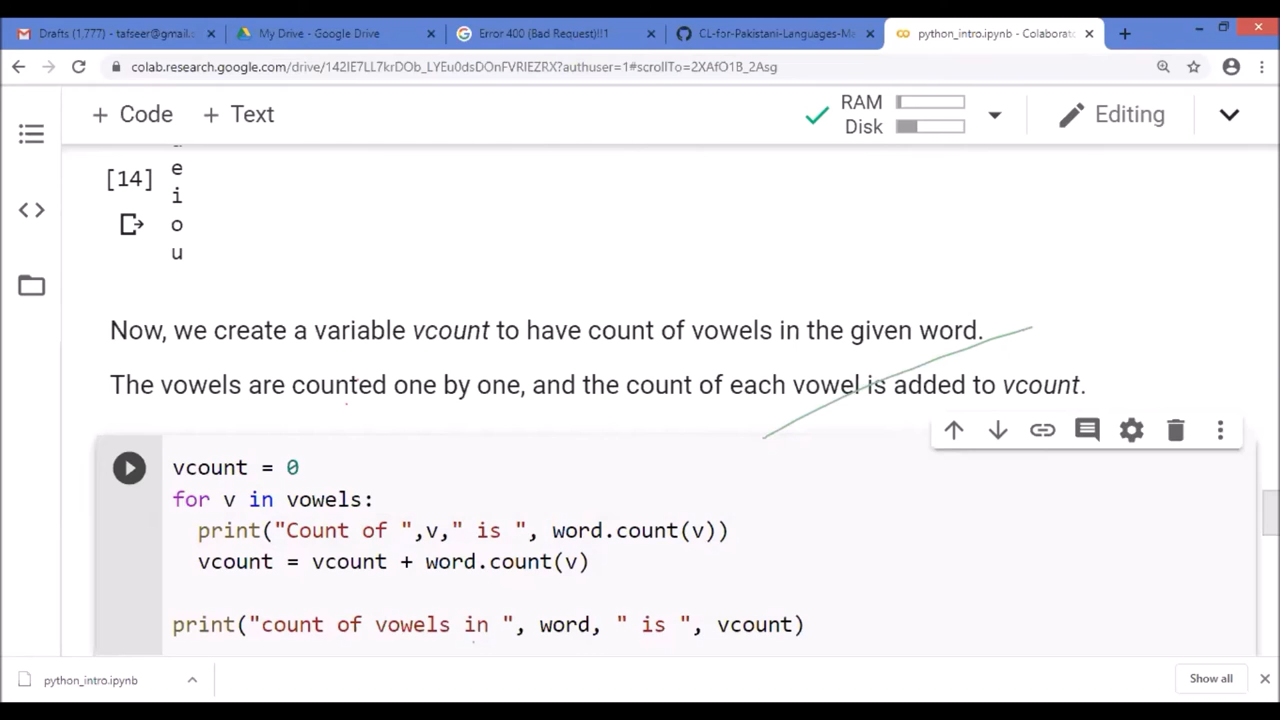 Drafts (1,777) - tafseer@gmail.
My Drive - Google Drive
Error 400 (Bad Request)!!1
CL-for-Pakistani-Languages-Ma
python_intro.ipynb - Colaborato
colab.research.google.com/drive/142IE7LL7krDOb_LYEu0dsDOnFVRIEZRX?authuser=1#scrollTo=2XAfO1B_2Asg
+ Code + Text
RAM
Disk
Editing
[14]
e
i
o
u
Now, we create a variable vcount to have count of vowels in the given word.
The vowels are counted one by one, and the count of each vowel is added to vcount.
vcount = 0
for v in vowels:
print("Count of ",v," is ", word.count(v))
vcount = vcount + word.count(v)
print("count of vowels in ", word, " is ", vcount)
python_intro.ipynb
Show all